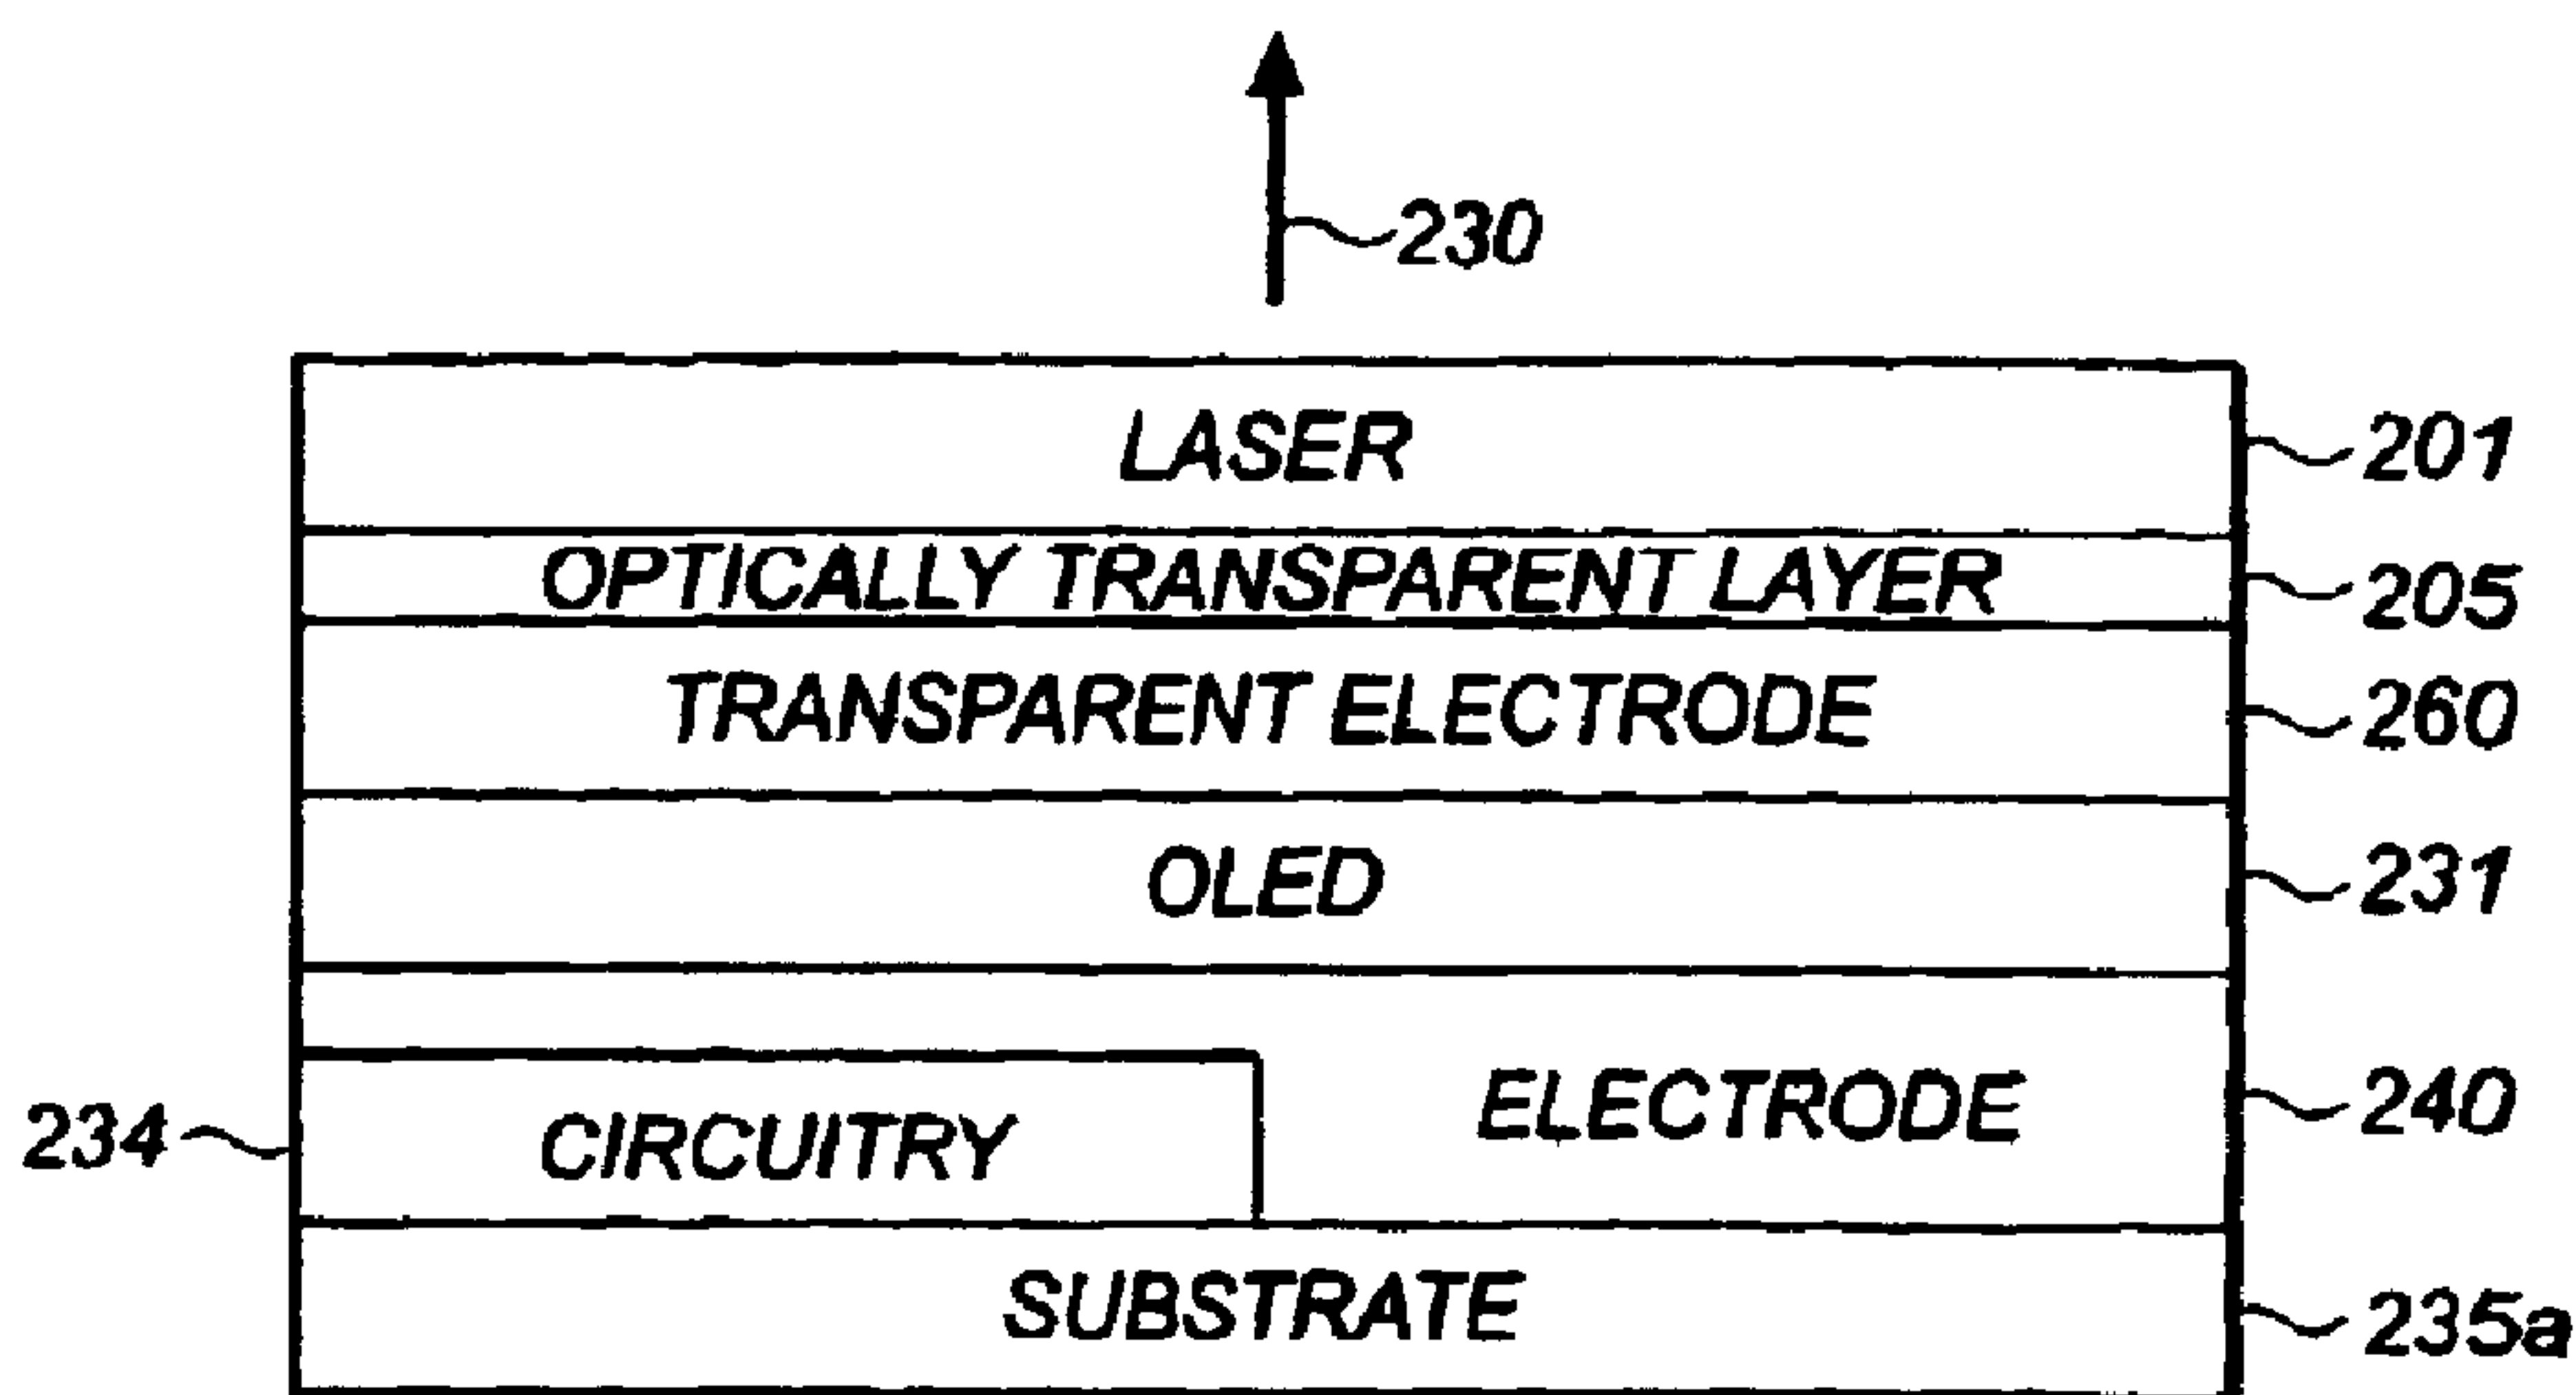 230
LASER 201
OPTICALLY TRANSPARENT LAYER 205
TRANSPARENT ELECTRODE 260
OLED 231
ELECTRODE 240
234 CIRCUITRY
SUBSTRATE 235a